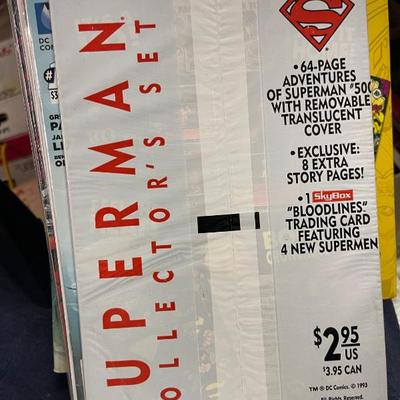 SUPERMAN.
COLLECTOR'S SET
•64-PAGE
ADVENTURES
OF SUPERMAN #500
WITH REMOVABLE
TRANSLUCENT
COVER
•EXCLUSIVE:
8 EXTRA
STORY PAGES!
•1 SkyBox
"BLOODLINES"
TRADING CARD
FEATURING
4 NEW SUPERMEN
$2.95
US
$3.95 CAN
TM ® DC Comics. © 1993
All Rights Reserved.
DC